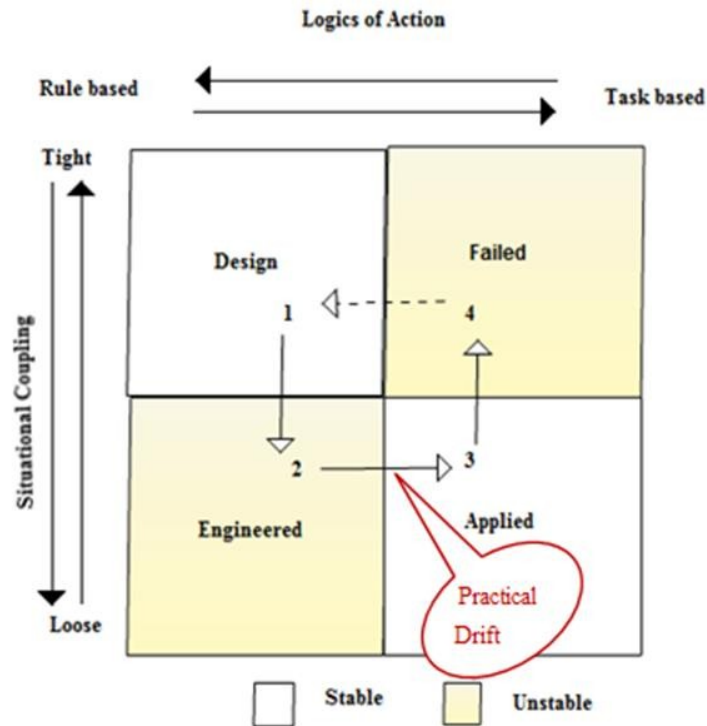 Logics of Action
Rule based
Task based
Tight
Design
Failed
1
4
Situational Coupling
2
3
Engineered
Applied
Practical
Drift
Loose
Stable
Unstable